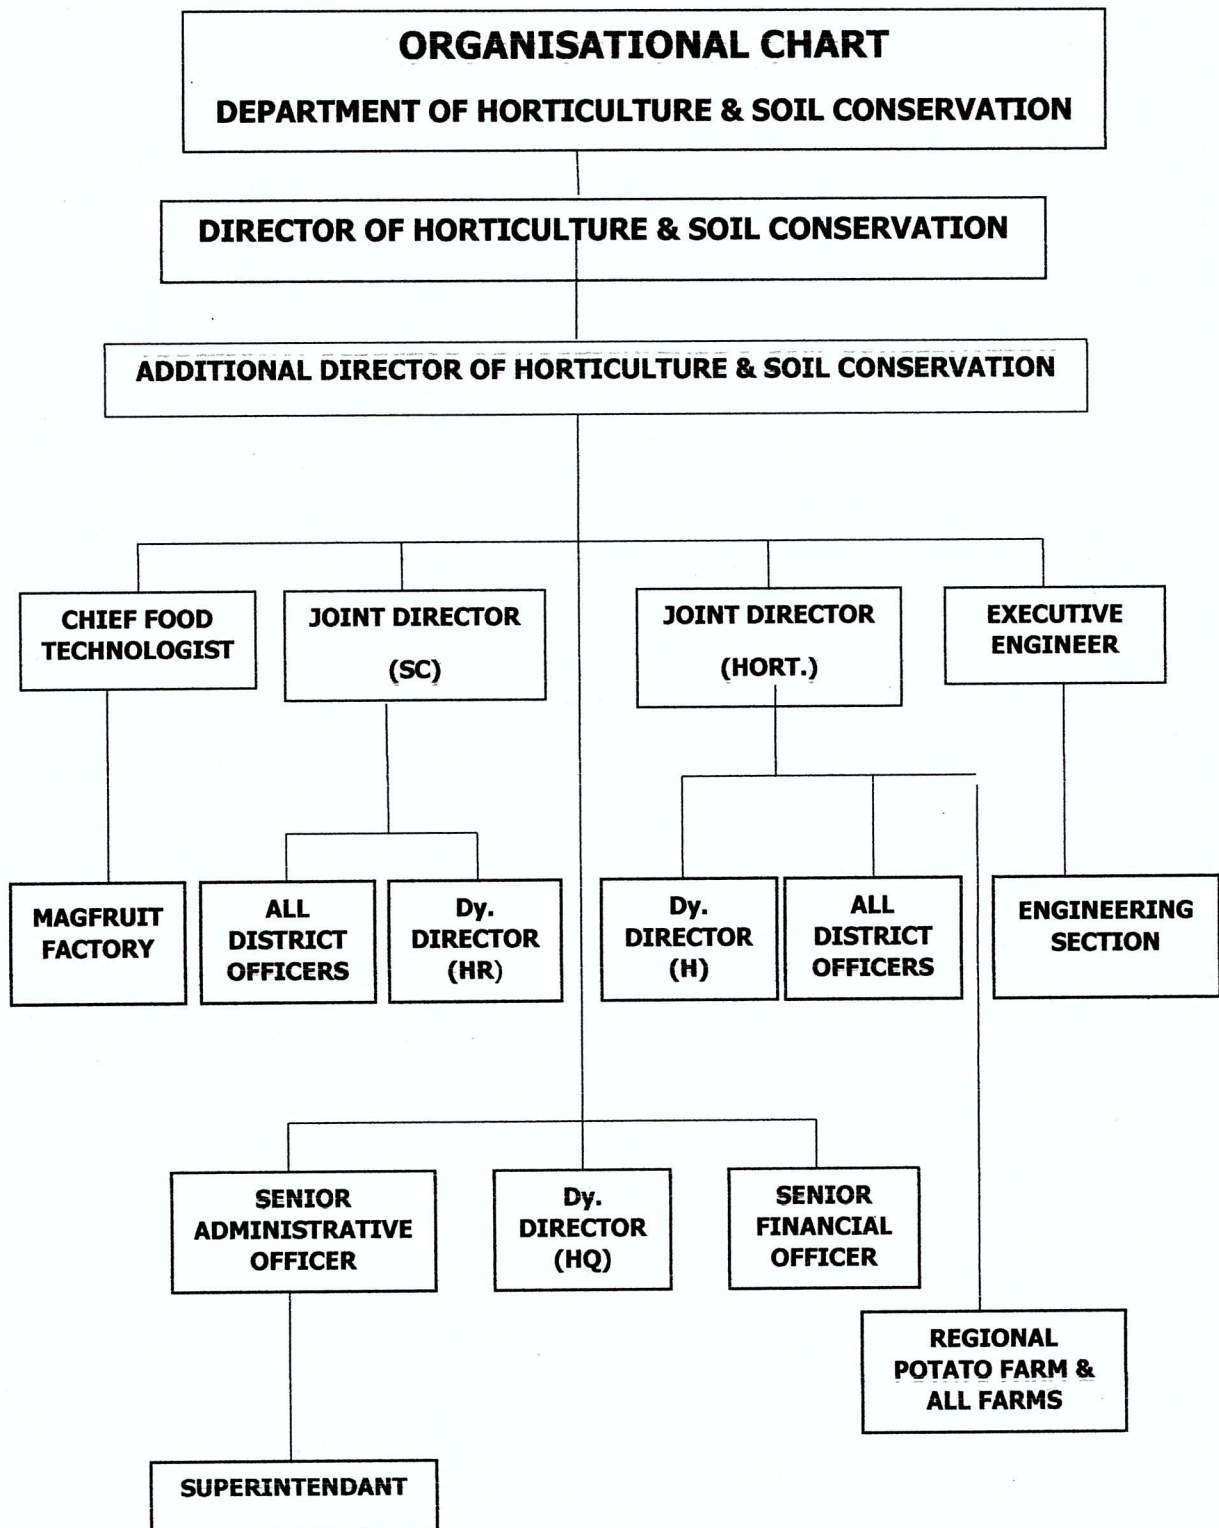 ORGANISATIONAL CHART
DEPARTMENT OF HORTICULTURE & SOIL CONSERVATION
DIRECTOR OF HORTICULTURE & SOIL CONSERVATION
ADDITIONAL DIRECTOR OF HORTICULTURE & SOIL CONSERVATION
CHIEF FOOD
TECHNOLOGIST
JOINT DIRECTOR
(SC)
JOINT DIRECTOR
(HORT.)
EXECUTIVE
ENGINEER
MAGFRUIT
FACTORY
ALL
DISTRICT
OFFICERS
Dy.
DIRECTOR
(HR)
Dy.
DIRECTOR
(H)
ALL
DISTRICT
OFFICERS
ENGINEERING
SECTION
SENIOR
ADMINISTRATIVE
OFFICER
Dy.
DIRECTOR
(HQ)
SENIOR
FINANCIAL
OFFICER
REGIONAL
POTATO FARM &
ALL FARMS
SUPERINTENDANT